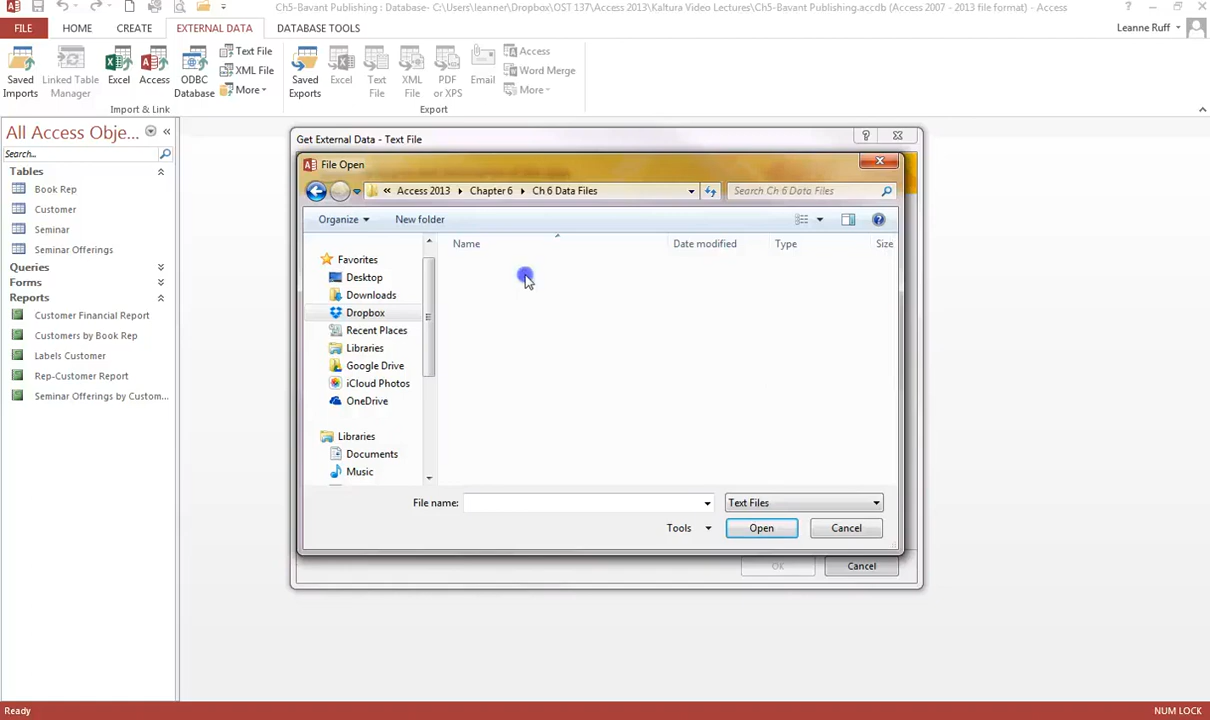 Ch5-Bavant Publishing : Database- C:\Users\leanner\Dropbox\OST 137\Access 2013\Kaltura Video Lectures\Ch5-Bavant Publishing.accdb (Access 2007 - 2013 file format) - Access
FILE HOME CREATE EXTERNAL DATA DATABASE TOOLS Leanne Ruff
Saved Imports
Linked Table Manager
Excel
Access
ODBC Database
Text File
XML File
More
Import & Link
Saved Exports
Excel
Text File
XML File
PDF or XPS
Email
Access
Word Merge
More
Export
All Access Obje...
Search...
Tables
Book Rep
Customer
Seminar
Seminar Offerings
Queries
Forms
Reports
Customer Financial Report
Customers by Book Rep
Labels Customer
Rep-Customer Report
Seminar Offerings by Custom...
Get External Data - Text File
File Open
« Access 2013 Chapter 6 Ch 6 Data Files
Search Ch 6 Data Files
Organize New folder
Name Date modified Type Size
Favorites
Desktop
Downloads
Dropbox
Recent Places
Libraries
Google Drive
iCloud Photos
OneDrive
Libraries
Documents
Music
File name: Text Files
Tools Open Cancel
OK Cancel
Ready NUM LOCK